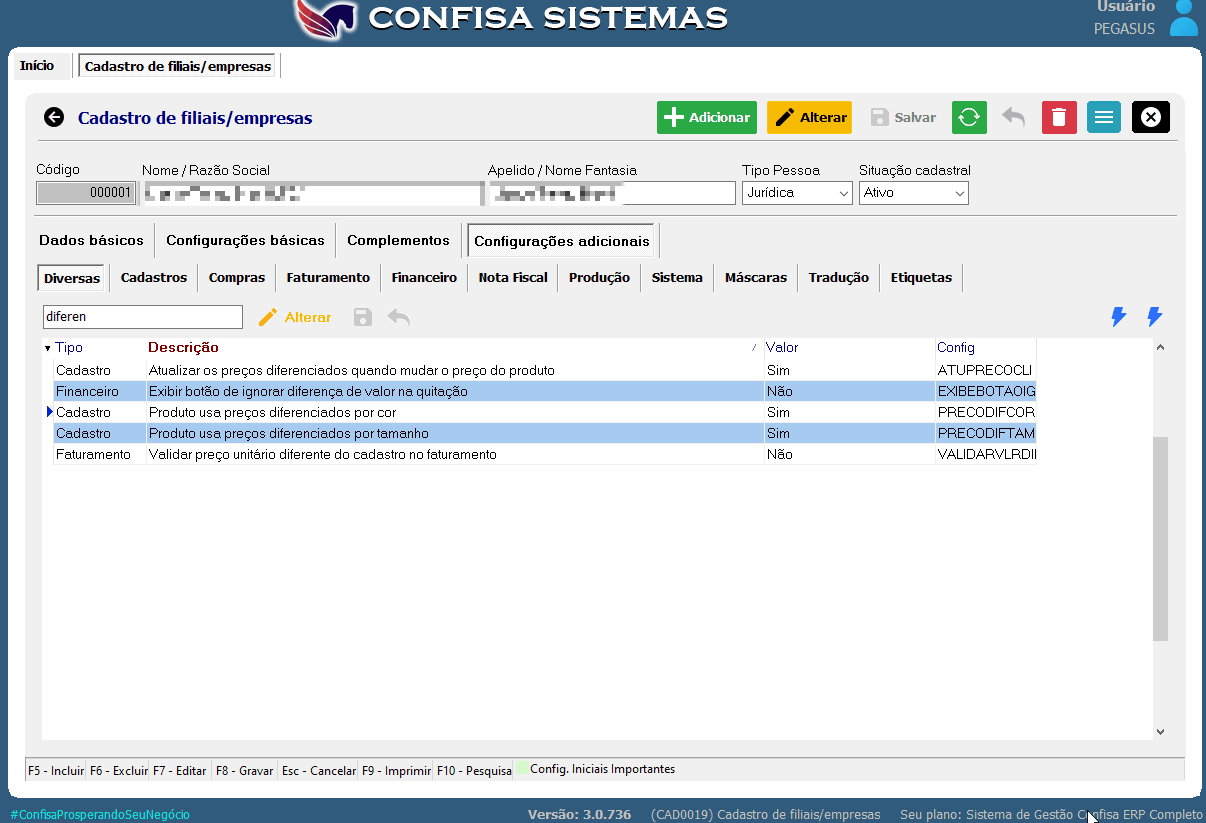 CONFISA SISTEMAS
Usuário
PEGASUS
Início Cadastro de filiais/empresas
Cadastro de filiais/empresas Adicionar Alterar Salvar
Código Nome / Razão Social Apelido / Nome Fantasia Tipo Pessoa Situação cadastral
000001 Jurídica Ativo
Dados básicos Configurações básicas Complementos Configurações adicionais
Diversas Cadastros Compras Faturamento Financeiro Nota Fiscal Produção Sistema Máscaras Tradução Etiquetas
diferen Alterar
Tipo Descrição Valor Config
Cadastro Atualizar os preços diferenciados quando mudar o preço do produto Sim ATUPRECOCLI
Financeiro Exibir botão de ignorar diferença de valor na quitação Não EXIBEBOTAOIG
Cadastro Produto usa preços diferenciados por cor Sim PRECODIFCOR
Cadastro Produto usa preços diferenciados por tamanho Sim PRECODIFTAM
Faturamento Validar preço unitário diferente do cadastro no faturamento Não VALIDARVLRDI
F5 - Incluir F6 - Excluir F7 - Editar F8 - Gravar Esc - Cancelar F9 - Imprimir F10 - Pesquisa Config. Iniciais Importantes
#ConfisaProsperandoSeuNegócio Versão: 3.0.736 (CAD0019) Cadastro de filiais/empresas Seu plano: Sistema de Gestão Confisa ERP Completo